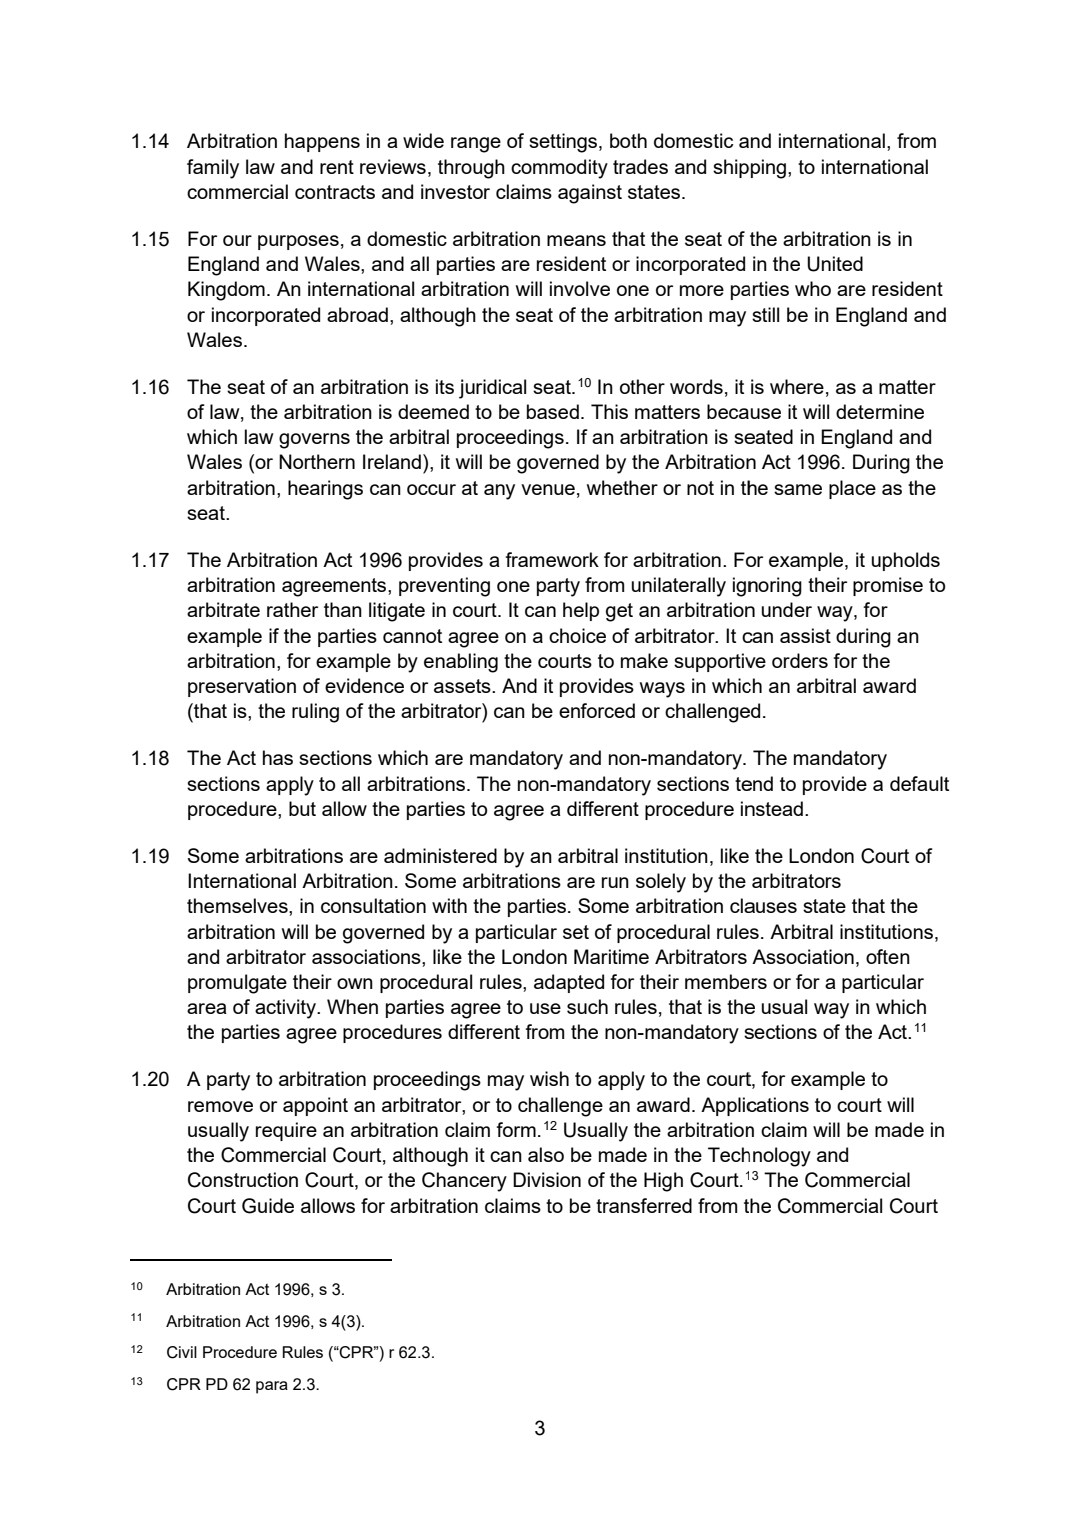 1.14 Arbitration happens in a wide range of settings, both domestic and international, from
family law and rent reviews, through commodity trades and shipping, to international
commercial contracts and investor claims against states.
1.15 For our purposes, a domestic arbitration means that the seat of the arbitration is in
England and Wales, and all parties are resident or incorporated in the United
Kingdom. An international arbitration will involve one or more parties who are resident
or incorporated abroad, although the seat of the arbitration may still be in England and
Wales.
1.16 The seat of an arbitration is its juridical seat.10 In other words, it is where, as a matter
of law, the arbitration is deemed to be based. This matters because it will determine
which law governs the arbitral proceedings. If an arbitration is seated in England and
Wales (or Northern Ireland), it will be governed by the Arbitration Act 1996. During the
arbitration, hearings can occur at any venue, whether or not in the same place as the
seat.
1.17 The Arbitration Act 1996 provides a framework for arbitration. For example, it upholds
arbitration agreements, preventing one party from unilaterally ignoring their promise to
arbitrate rather than litigate in court. It can help get an arbitration under way, for
example if the parties cannot agree on a choice of arbitrator. It can assist during an
arbitration, for example by enabling the courts to make supportive orders for the
preservation of evidence or assets. And it provides ways in which an arbitral award
(that is, the ruling of the arbitrator) can be enforced or challenged.
1.18 The Act has sections which are mandatory and non-mandatory. The mandatory
sections apply to all arbitrations. The non-mandatory sections tend to provide a default
procedure, but allow the parties to agree a different procedure instead.
1.19 Some arbitrations are administered by an arbitral institution, like the London Court of
International Arbitration. Some arbitrations are run solely by the arbitrators
themselves, in consultation with the parties. Some arbitration clauses state that the
arbitration will be governed by a particular set of procedural rules. Arbitral institutions,
and arbitrator associations, like the London Maritime Arbitrators Association, often
promulgate their own procedural rules, adapted for their members or for a particular
area of activity. When parties agree to use such rules, that is the usual way in which
the parties agree procedures different from the non-mandatory sections of the Act.11
1.20 A party to arbitration proceedings may wish to apply to the court, for example to
remove or appoint an arbitrator, or to challenge an award. Applications to court will
usually require an arbitration claim form.12 Usually the arbitration claim will be made in
the Commercial Court, although it can also be made in the Technology and
Construction Court, or the Chancery Division of the High Court.13 The Commercial
Court Guide allows for arbitration claims to be transferred from the Commercial Court
10 Arbitration Act 1996, s 3.
11 Arbitration Act 1996, s 4(3).
12 Civil Procedure Rules (“CPR”) r 62.3.
13 CPR PD 62 para 2.3.
3